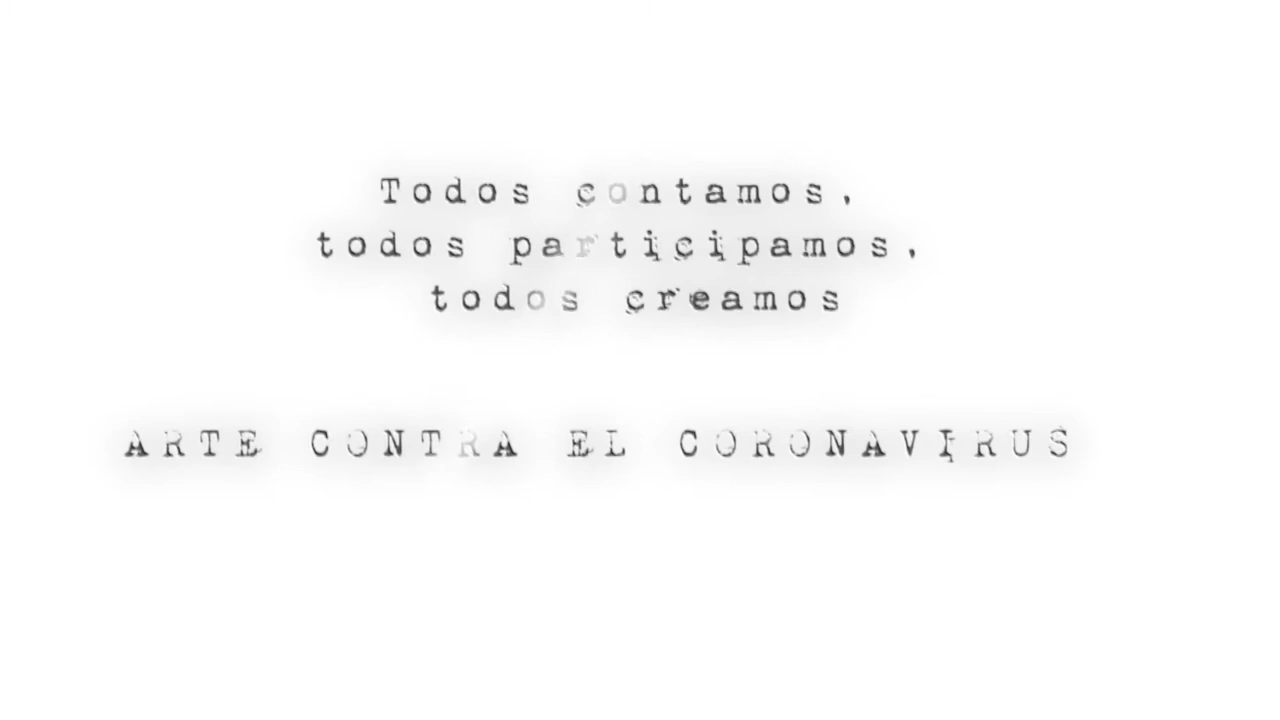 Todos contamos,
todos participamos,
todos creamos
ARTE CONTRA EL CORONAVIRUS